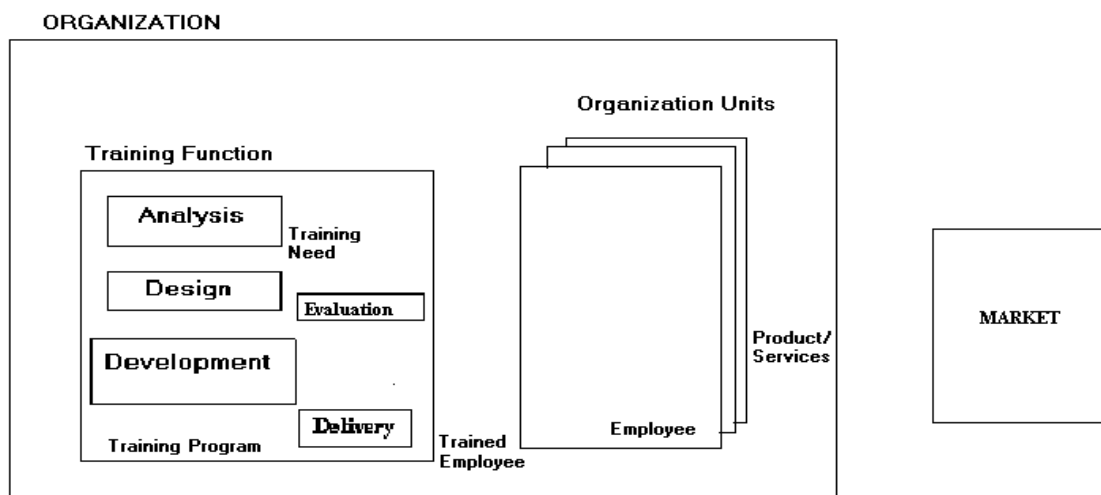 ORGANIZATION
Organization Units
Training Function
Analysis
Training
Need
Design
Evaluation
MARKET
Product/
Services
Development
Delivery
Employee
Training Program
Trained
Employee